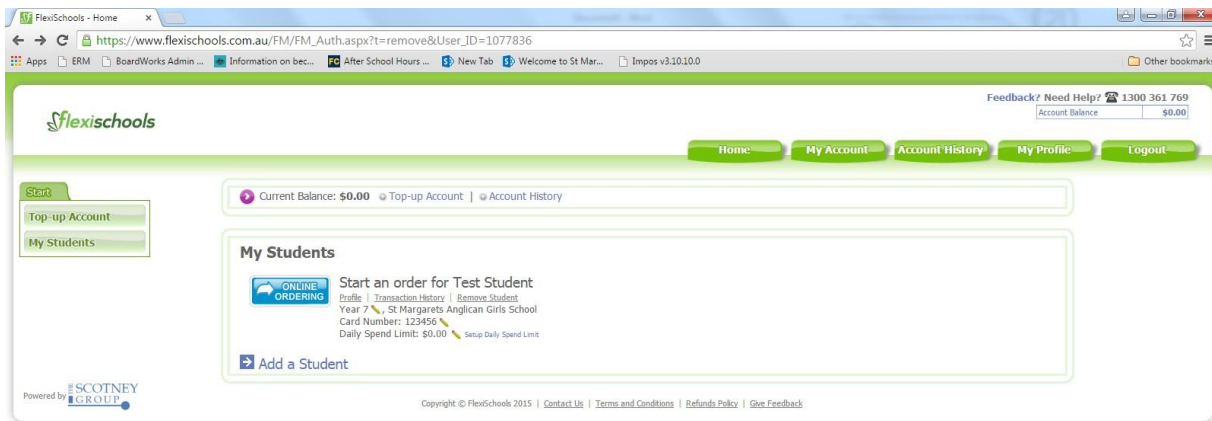 FlexiSchools - Home
https://www.flexischools.com.au/FM/FM_Auth.aspx?t=remove&User_ID=1077836
Apps ERM BoardWorks Admin ... Information on bec... FC After School Hours ... New Tab Welcome to St Mar... Impos v3.10.10.0 Other bookmark
Feedback? Need Help? 1300 361 769
Account Balance $0.00
flexischools
Home My Account Account History My Profile Logout
Start
Top-up Account
My Students
Current Balance: $0.00 Top-up Account | Account History
My Students
ONLINE ORDERING
Start an order for Test Student
Profile | Transaction History | Remove Student
Year 7 , St Margarets Anglican Girls School
Card Number: 123456
Daily Spend Limit: $0.00 Setup Daily Spend Limit
Add a Student
Powered by SCOTNEY GROUP
Copyright © FlexiSchools 2015 | Contact Us | Terms and Conditions | Refunds Policy | Give Feedback